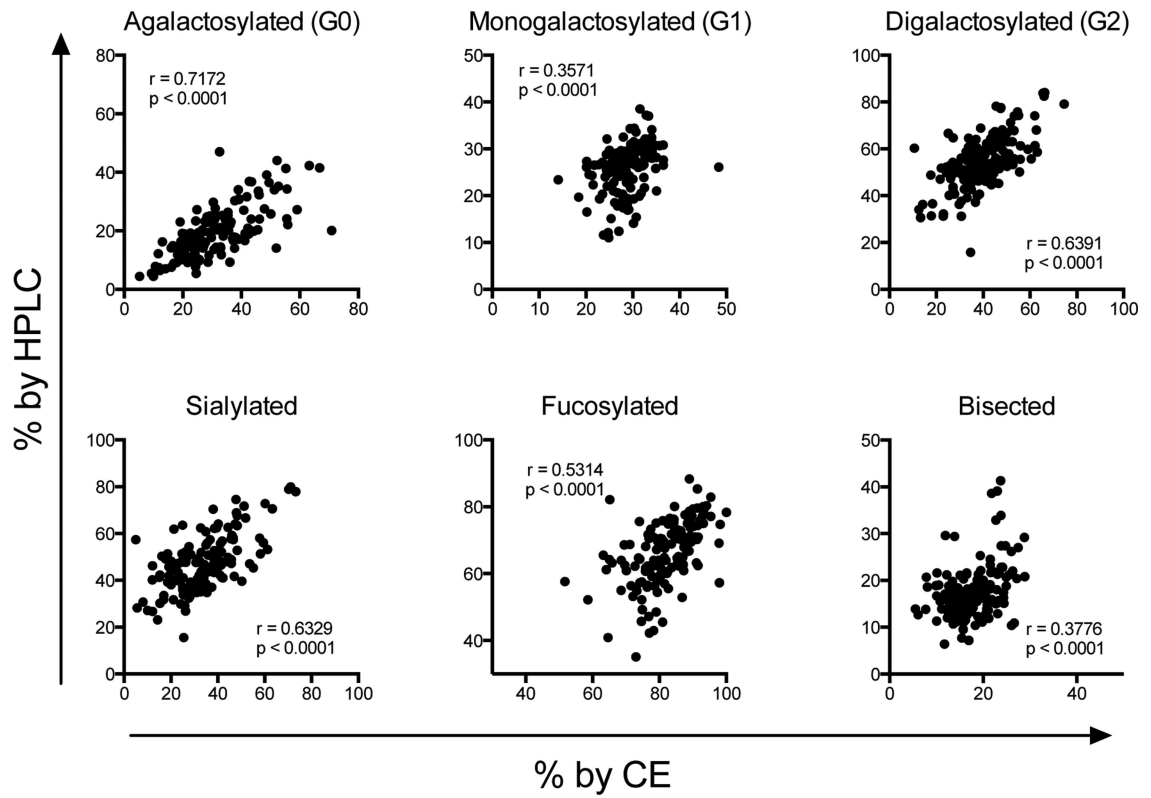 Agalactosylated (G0)
80
60
40
20
0
r = 0.7172
p < 0.0001
0 20 40 60 80
Monogalactosylated (G1)
50
40
30
20
10
0
r = 0.3571
p < 0.0001
0 10 20 30 40 50
Digalactosylated (G2)
100
80
60
40
20
0
r = 0.6391
p < 0.0001
0 20 40 60 80 100
% by HPLC
Sialylated
100
80
60
40
20
0
r = 0.6329
p < 0.0001
0 20 40 60 80 100
Fucosylated
100
80
60
40
r = 0.5314
p < 0.0001
40 60 80 100
Bisected
50
40
30
20
10
0
r = 0.3776
p < 0.0001
0 20 40
% by CE